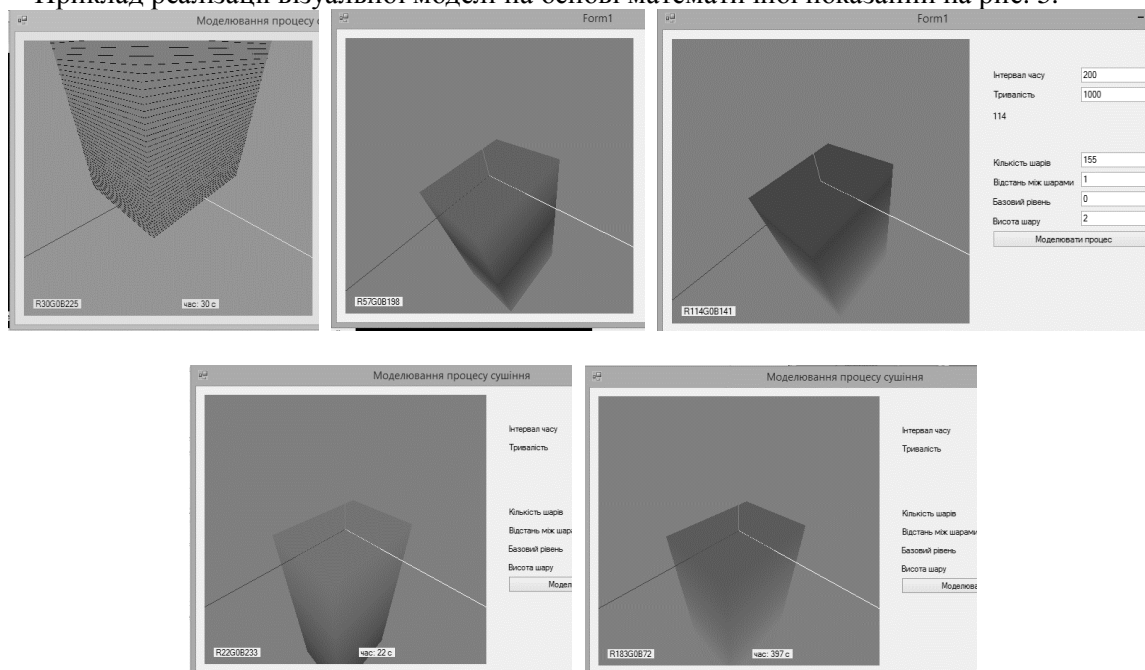 Приклад реалізації візуальної моделі на основі математичної показаний на рис. 5.
Моделювання процесу с
R30G0B225
час: 30 с
Form1
R57G0B198
Form1
R114G0B141
Інтервал часу 200
Тривалість 1000
114
Кількість шарів 155
Відстань між шарами 1
Базовий рівень 0
Висота шару 2
Моделювати процес
Моделювання процесу сушіння
R22G0B233
час: 22 с
Інтервал часу
Тривалість
Кількість шарів
Відстань між шара
Базовий рівень
Висота шару
Модел
Моделювання процесу сушіння
R183G0B72
час: 397 с
Інтервал часу
Тривалість
Кількість шарів
Відстань між шарами
Базовий рівень
Висота шару
Моделюва